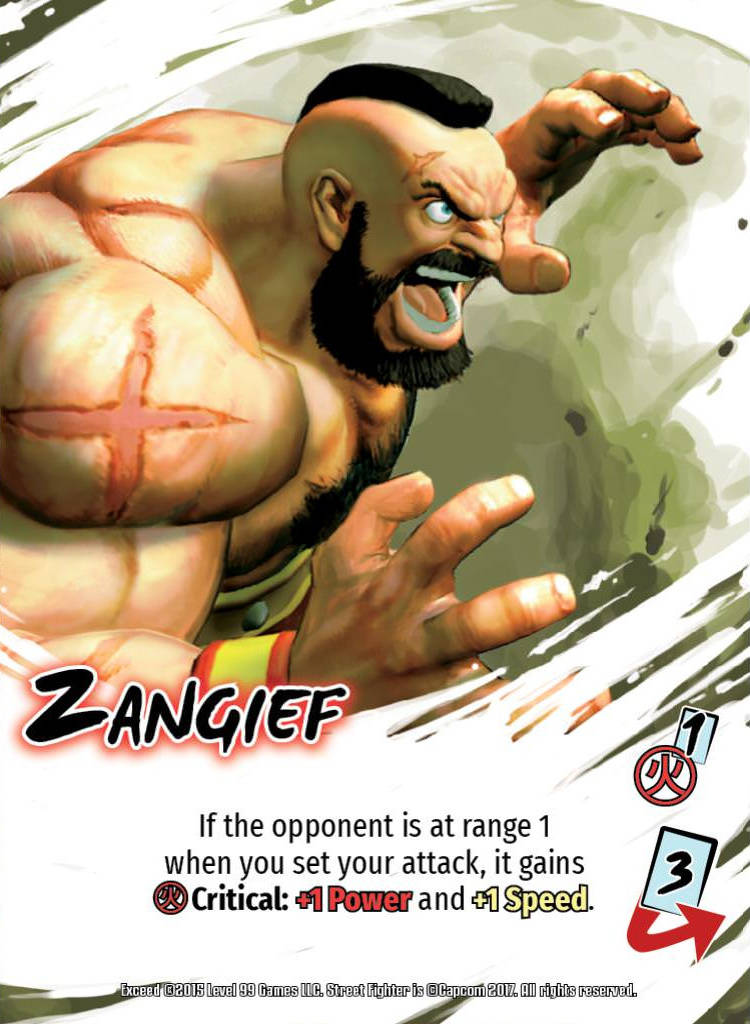 ZANGIEF
1
火
If the opponent is at range 1
when you set your attack, it gains
火 Critical: +1 Power and +1 Speed.
3
Exceed ©2015 Level 99 Games LLC. Street Fighter is ©Capcom 2017. All rights reserved.